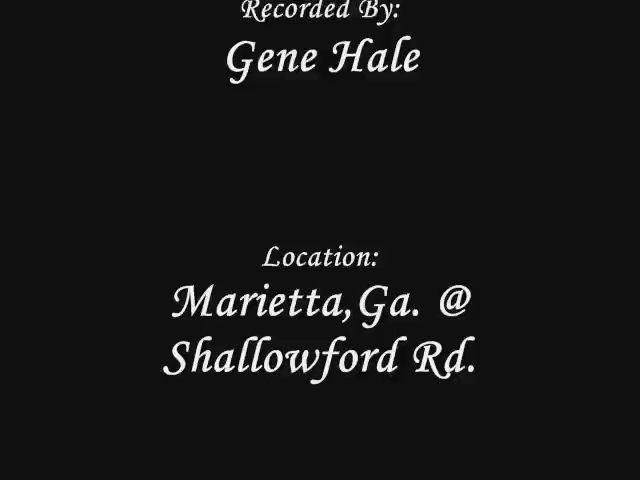 Recorded By:
Gene Hale
Location:
Marietta,Ga. @
Shallowford Rd.